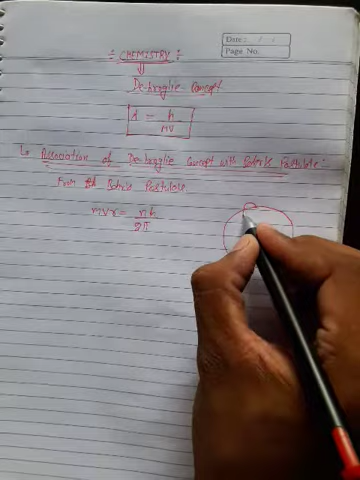 Date: / /
Page No.
÷ CHEMISTRY ÷
De-broglie Concept
λ = h/mv
↳ Association of De-broglie Concept with Bohr's Postulate:
From Bohr's Postulate
mvr = nh/2π